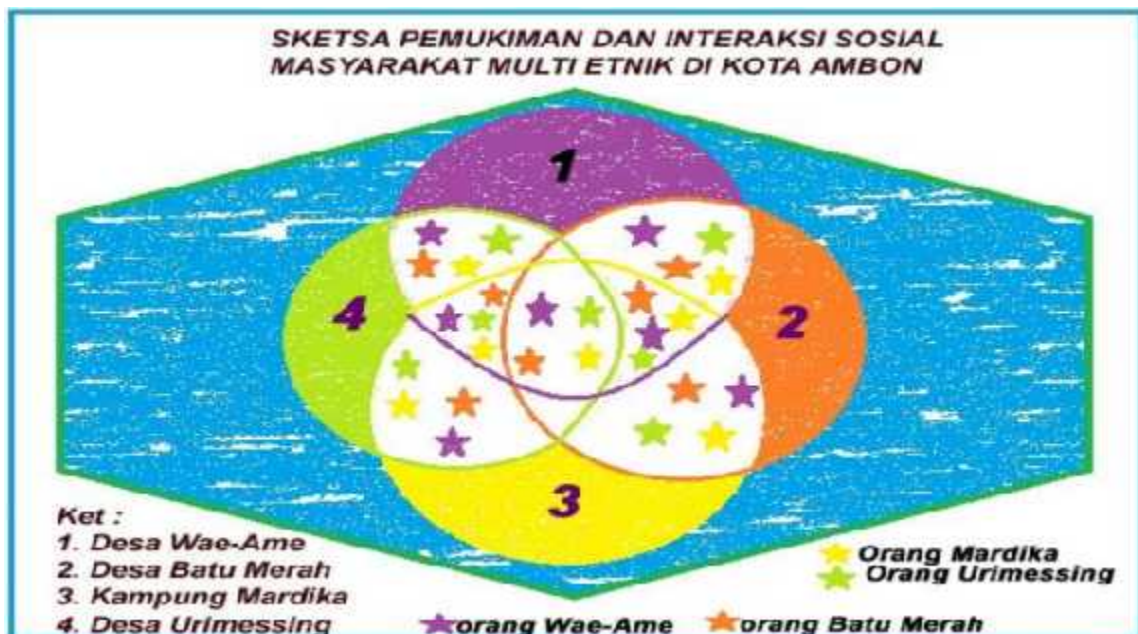 SKETSA PEMUKIMAN DAN INTERAKSI SOSIAL
MASYARAKAT MULTI ETNIK DI KOTA AMBON
1
4
2
3
Ket :
1. Desa Wae-Ame
2. Desa Batu Merah
3. Kampung Mardika
4. Desa Urimessing
Orang Mardika
Orang Urimessing
orang Wae-Ame
orang Batu Merah